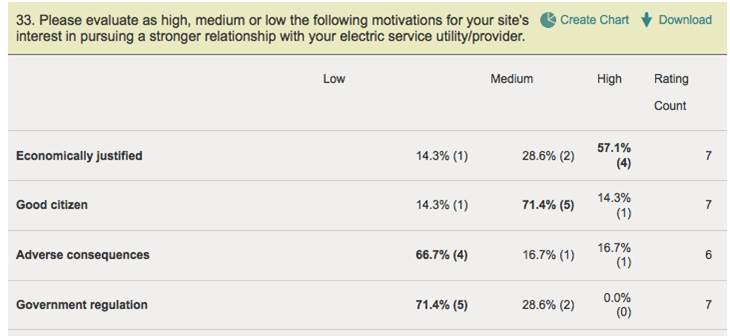 33. Please evaluate as high, medium or low the following motivations for your site's
interest in pursuing a stronger relationship with your electric service utility/provider.
Create Chart Download
Low Medium High Rating
Count
Economically justified 14.3% (1) 28.6% (2) 57.1%
(4) 7
Good citizen 14.3% (1) 71.4% (5) 14.3%
(1) 7
Adverse consequences 66.7% (4) 16.7% (1) 16.7%
(1) 6
Government regulation 71.4% (5) 28.6% (2) 0.0%
(0) 7